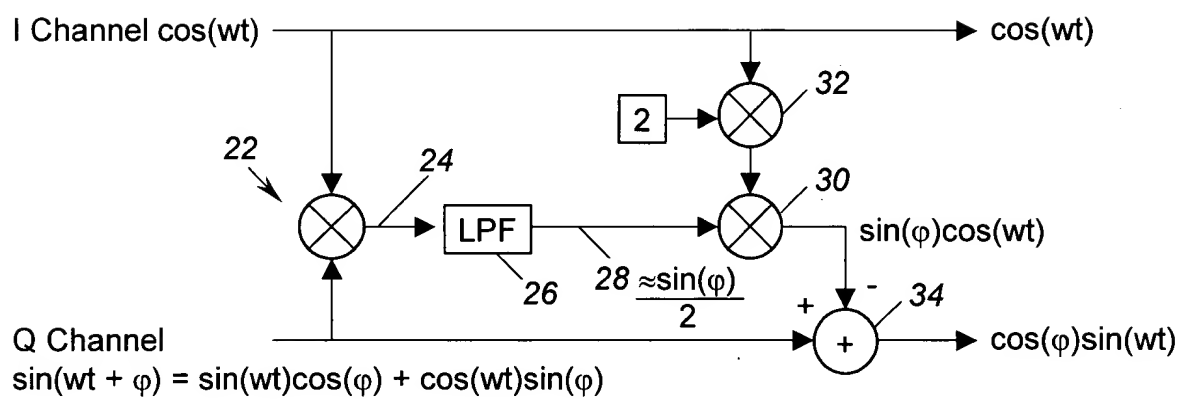 I Channel cos(wt)
cos(wt)
32
2
22
24
30
LPF
sin(φ)cos(wt)
26
28
≈sin(φ)
2
-
34
+
+
Q Channel
cos(φ)sin(wt)
sin(wt + φ) = sin(wt)cos(φ) + cos(wt)sin(φ)